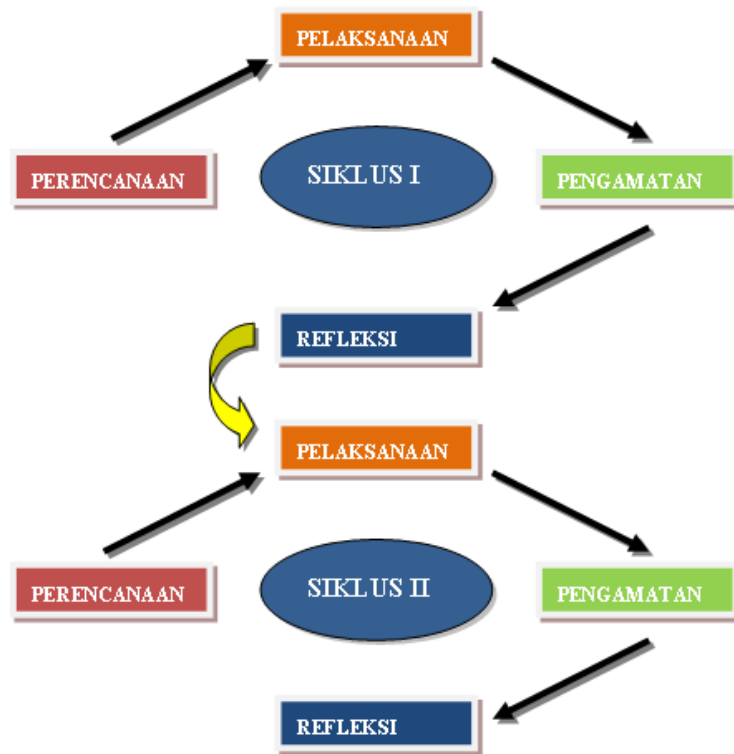 PELAKSANAAN
PERENCANAAN
SIKLUS I
PENGAMATAN
REFLEKSI
PELAKSANAAN
PERENCANAAN
SIKLUS II
PENGAMATAN
REFLEKSI